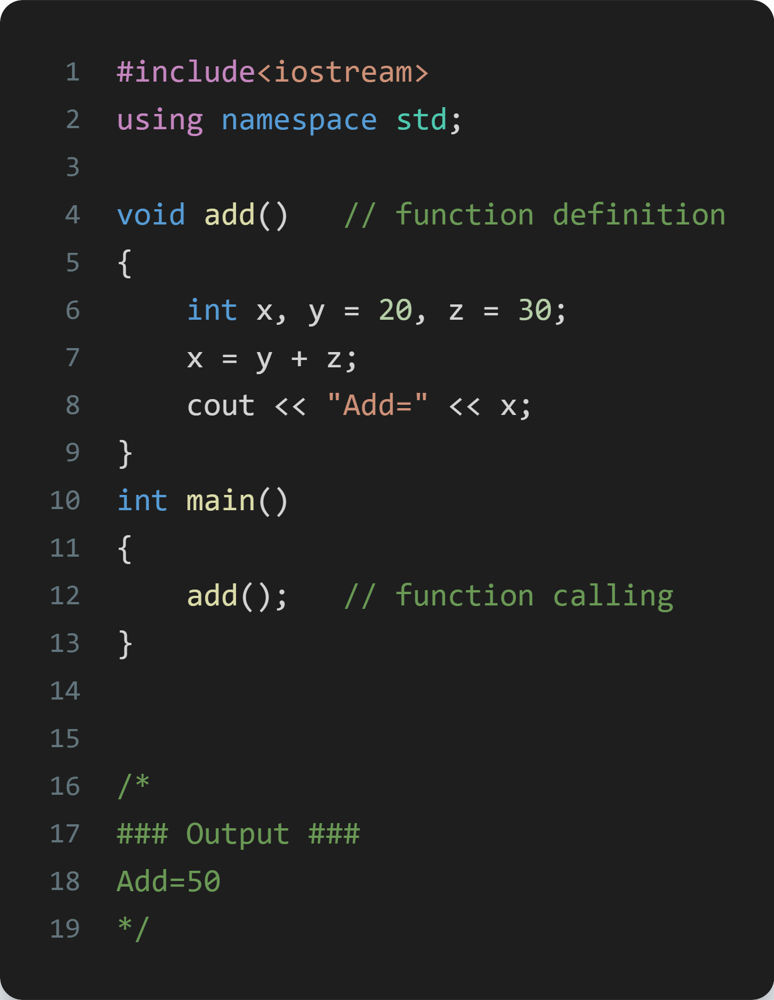 1 #include<iostream>
2 using namespace std;
3
4 void add()   // function definition
5 {
6     int x, y = 20, z = 30;
7     x = y + z;
8     cout << "Add=" << x;
9 }
10 int main()
11 {
12     add();   // function calling
13 }
14
15
16 /*
17 ### Output ###
18 Add=50
19 */